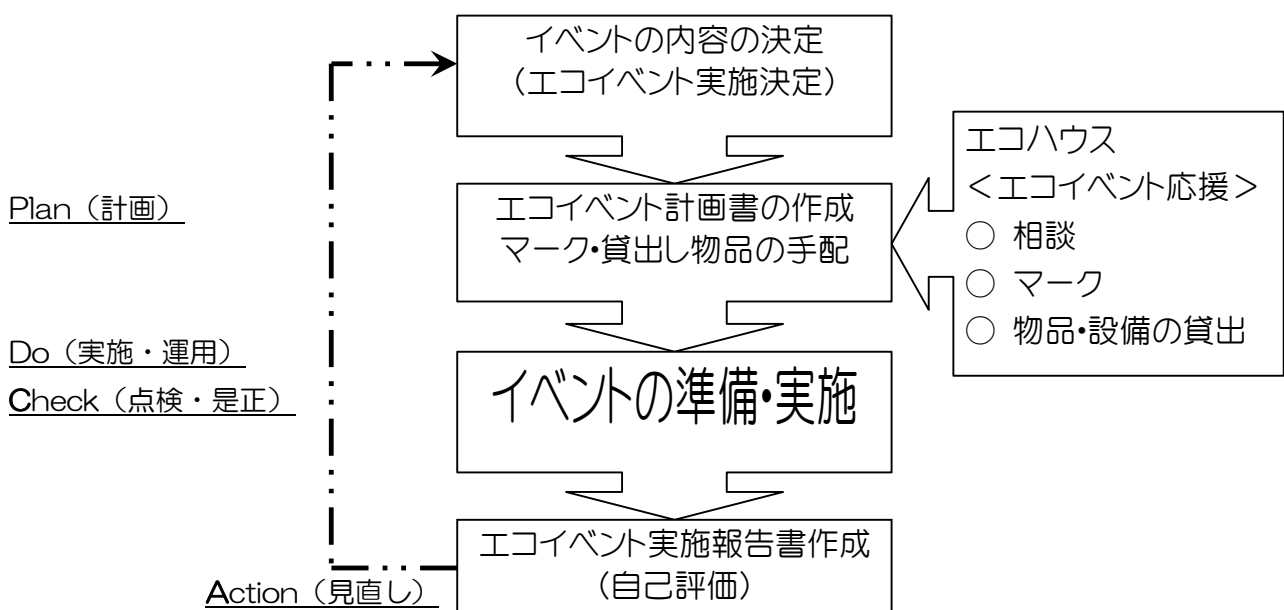 イベントの内容の決定
(エコイベント実施決定)
エコハウス
＜エコイベント応援＞
○ 相談
○ マーク
○ 物品・設備の貸出
Plan（計画）
エコイベント計画書の作成
マーク・貸出し物品の手配
Do（実施・運用）
Check（点検・是正）
イベントの準備・実施
エコイベント実施報告書作成
(自己評価)
Action（見直し）